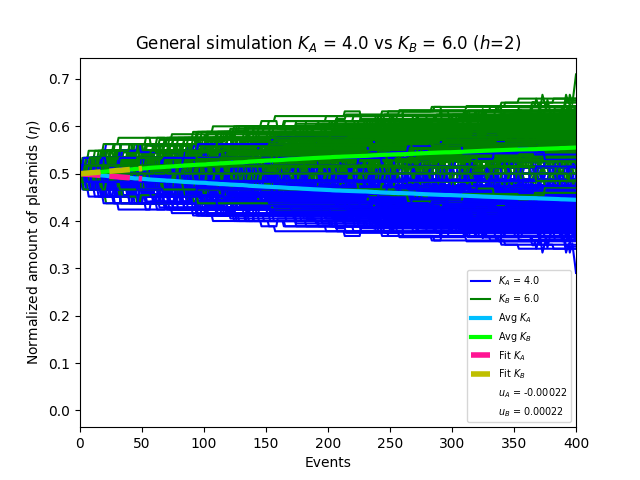 General simulation K_A = 4.0 vs K_B = 6.0 (h=2)
Normalized amount of plasmids (η)
0.7
0.6
0.5
0.4
0.3
0.2
0.1
0.0
K_A = 4.0
K_B = 6.0
Avg K_A
Avg K_B
Fit K_A
Fit K_B
u_A = -0.00022
u_B = 0.00022
0 50 100 150 200 250 300 350 400
Events